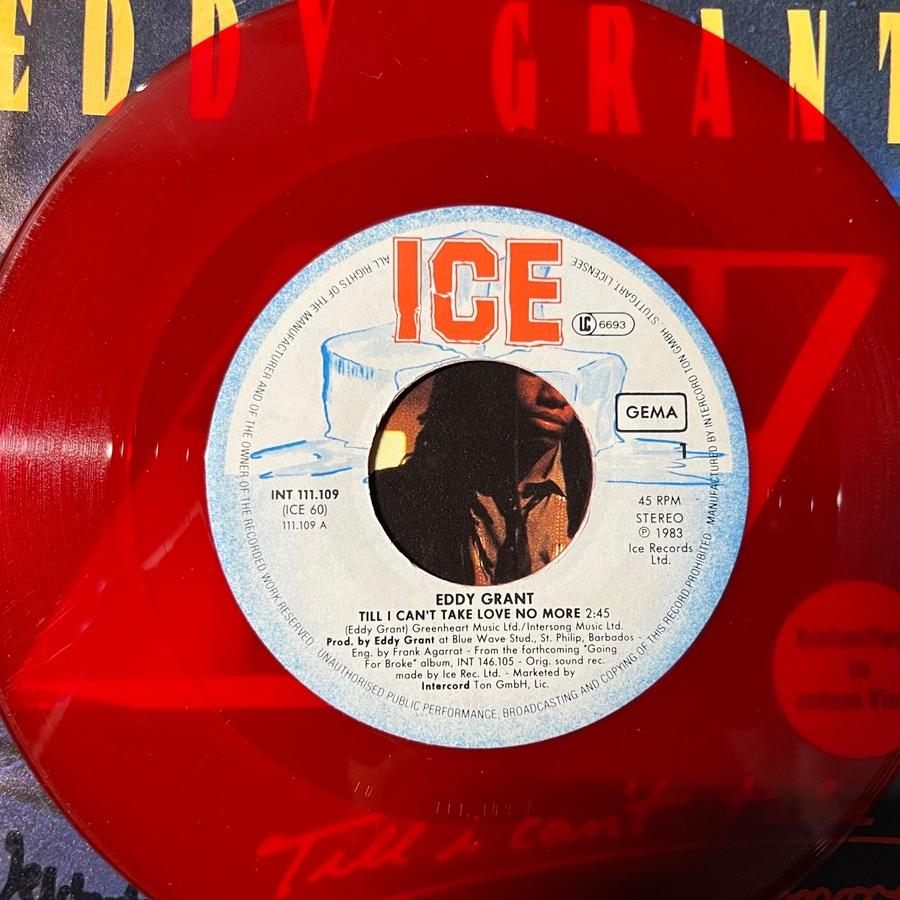 EDDY GRANT
ICE
LC 6693
GEMA
1
INT 111.109
(ICE 60)
111.109 A
45 RPM
STEREO
℗ 1983
Ice Records
Ltd.
EDDY GRANT
TILL I CAN'T TAKE LOVE NO MORE 2:45
(Eddy Grant) Greenheart Music Ltd./Intersong Music Ltd.
Prod. by Eddy Grant at Blue Wave Stud., St. Philip, Barbados -
Eng. by Frank Agarrat - From the forthcoming "Going
For Broke" album, INT 146.105 - Orig. sound rec.
made by Ice Rec. Ltd. - Marketed by
Intercord Ton GmbH, Lic.
ALL RIGHTS OF THE MANUFACTURER AND OF THE OWNER OF THE RECORDED WORK RESERVED UNAUTHORISED PUBLIC PERFORMANCE, BROADCASTING AND COPYING OF THIS RECORD PROHIBITED MANUFACTURED BY INTERCORD TON GMBH · STUTTGART LICENSEE
in
rotem Vin
111.109 A
Till i can't